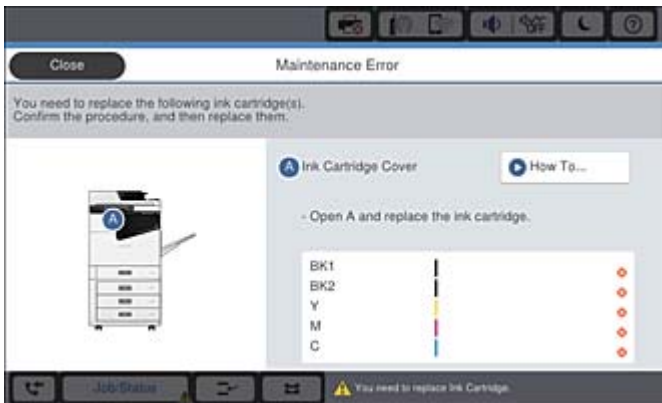 OFF
Close
Maintenance Error
You need to replace the following ink cartridge(s).
Confirm the procedure, and then replace them.
A Ink Cartridge Cover
How To...
A
- Open A and replace the ink cartridge.
BK1
BK2
Y
M
C
Job/Status
You need to replace Ink Cartridge.